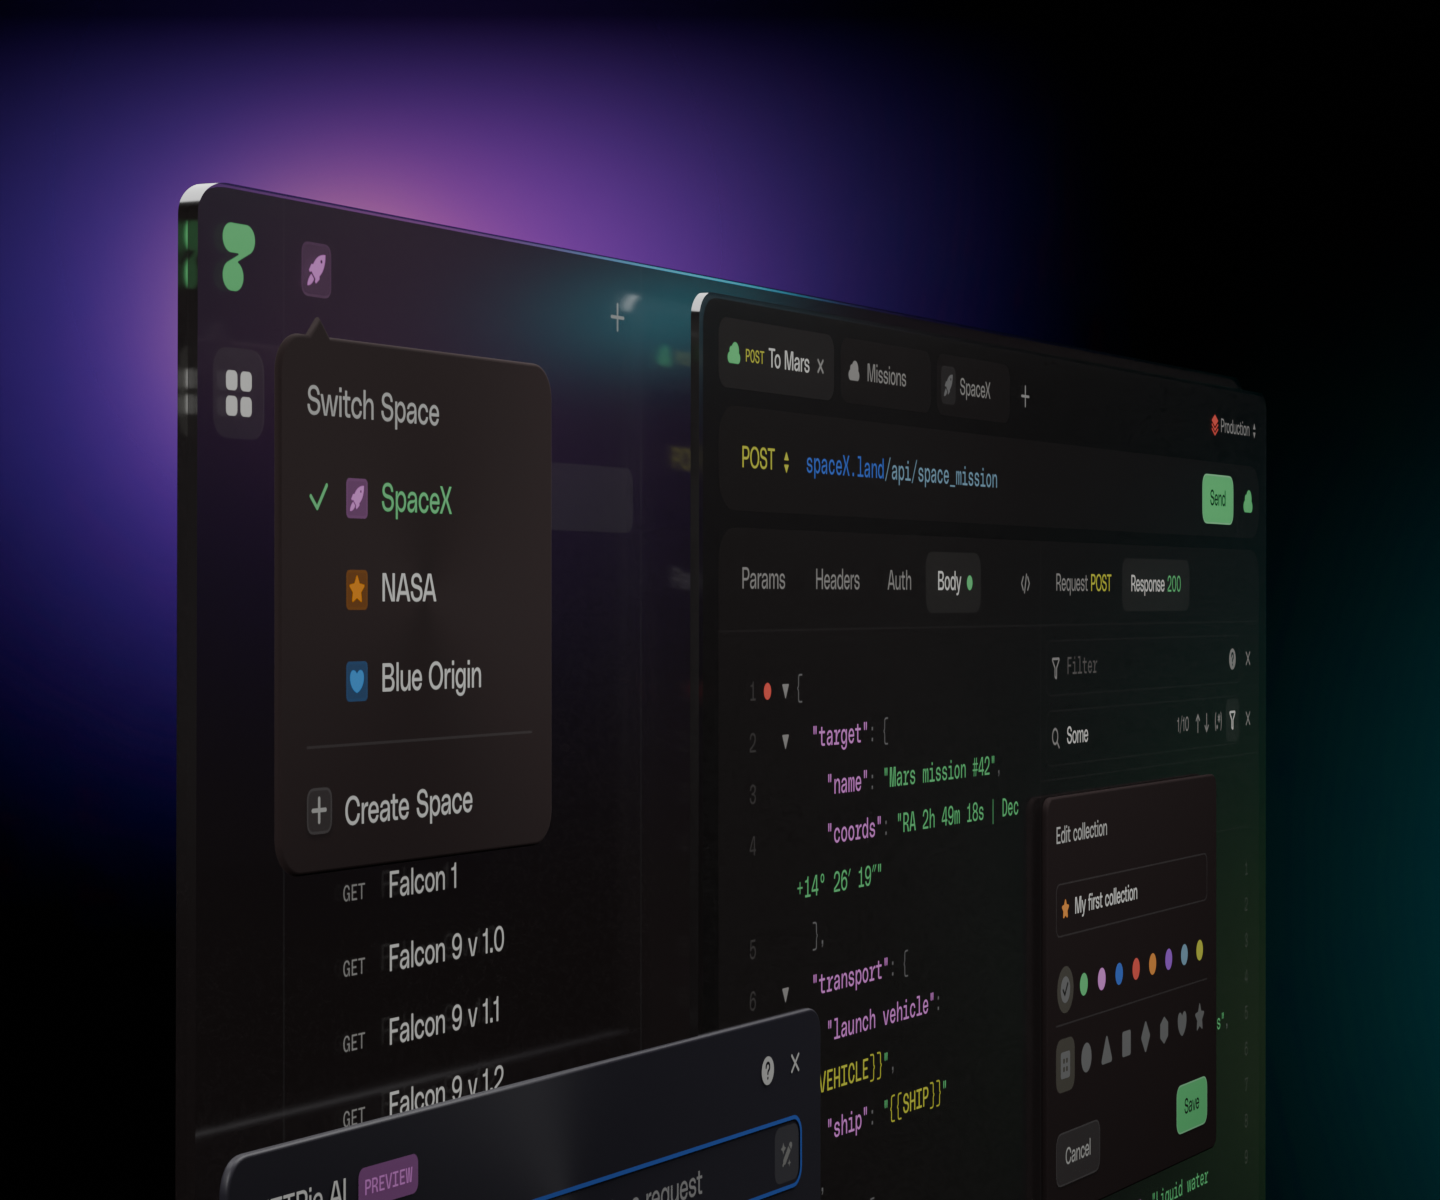 Switch Space
SpaceX
NASA
Blue Origin
Create Space
GET Falcon 1
GET Falcon 9 v 1.0
GET Falcon 9 v 1.1
GET Falcon 9 v 1.2
AI PREVIEW
request
POST To Mars x
Missions
SpaceX
Production
POST spaceX.land/api/space_mission
Send
Params Headers Auth Body
Request POST Response 200
Filter
Some 1/10
1 {
2 "target": {
3 "name": "Mars mission #42",
4 "coords": "RA 2h 49m 18s | Dec
+14° 26′ 19″"
5 },
6 "transport": {
"launch vehicle":
VEHICLE}}",
"ship": "{{SHIP}}"
Edit collection
My first collection
Save
Cancel
s",
"Liquid water